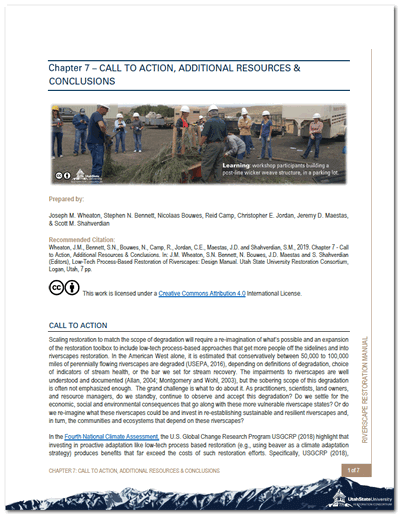 Chapter 7 – CALL TO ACTION, ADDITIONAL RESOURCES &
CONCLUSIONS
Learning: workshop participants building a
post-line wicker weave structure, in a parking lot.
UtahStateUniversity
Prepared by:
Joseph M. Wheaton, Stephen N. Bennett, Nicolaas Bouwes, Reid Camp, Christopher E. Jordan, Jeremy D. Maestas,
& Scott M. Shahverdian
Recommended Citation:
Wheaton, J.M., Bennett, S.N., Bouwes, N., Camp, R., Jordan, C.E., Maestas, J.D. and Shahverdian, S.M., 2019. Chapter 7 - Call
to Action, Additional Resources & Conclusions. In: J.M. Wheaton, S.N. Bennett, N. Bouwes, J.D. Maestas and S. Shahverdian
(Editors), Low-Tech Process-Based Restoration of Riverscapes: Design Manual. Utah State University Restoration Consortium,
Logan, Utah, 7 pp.
cc This work is licensed under a Creative Commons Attribution 4.0 International License.
CALL TO ACTION
Scaling restoration to match the scope of degradation will require a re-imagination of what's possible and an expansion
of the restoration toolbox to include low-tech process-based approaches that get more people off the sidelines and into
riverscapes restoration. In the American West alone, it is estimated that conservatively between 50,000 to 100,000
miles of perennially flowing riverscapes are degraded (USEPA, 2016), depending on definitions of degradation, choice
of indicators of stream health, or the bar we set for stream recovery. The impairments to riverscapes are well
understood and documented (Allan, 2004; Montgomery and Wohl, 2003), but the sobering scope of this degradation
is often not emphasized enough. The grand challenge is what to do about it. As practitioners, scientists, land owners,
and resource managers, do we standby, continue to observe and accept this degradation? Do we settle for the
economic, social and environmental consequences that go along with these more vulnerable riverscape states? Or do
we re-imagine what these riverscapes could be and invest in re-establishing sustainable and resilient riverscapes and,
in turn, the communities and ecosystems that depend on these riverscapes?
In the Fourth National Climate Assessment, the U.S. Global Change Research Program USGCRP (2018) highlight that
investing in proactive adaptation like low-tech process based restoration (e.g., using beaver as a climate adaptation
strategy) produces benefits that far exceed the costs of such restoration efforts. Specifically, USGCRP (2018),
RIVERSCAPE RESTORATION MANUAL
CHAPTER 7: CALL TO ACTION, ADDITIONAL RESOURCES & CONCLUSIONS
1 of 7
UtahStateUniversity
RESTORATION CONSORTIUM